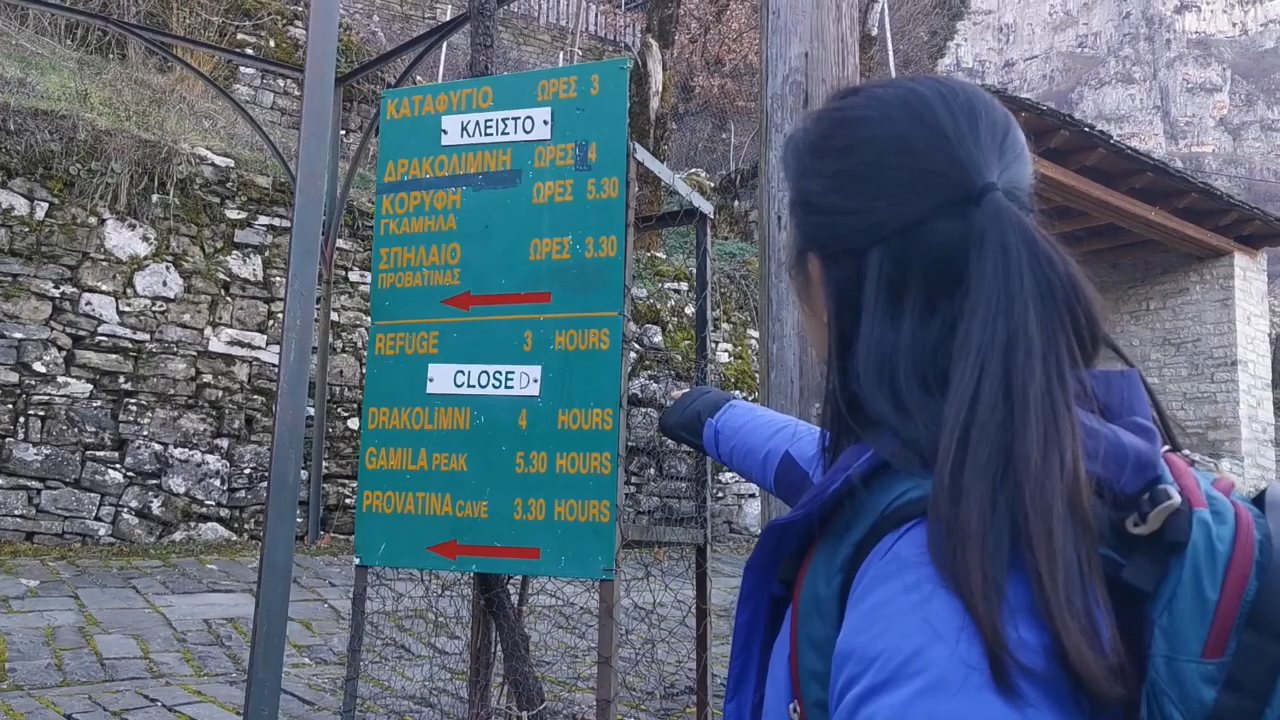 ΚΑΤΑΦΥΓΙΟ ΩΡΕΣ 3
ΚΛΕΙΣΤΟ
ΔΡΑΚΟΛΙΜΝΗ ΩΡΕΣ 4
ΚΟΡΥΦΗ ΩΡΕΣ 5.30
ΓΚΑΜΗΛΑ
ΣΠΗΛΑΙΟ ΩΡΕΣ 3.30
ΠΡΟΒΑΤΙΝΑΣ
REFUGE 3 HOURS
CLOSED
DRAKOLIMNI 4 HOURS
GAMILA PEAK 5.30 HOURS
PROVATINA CAVE 3.30 HOURS